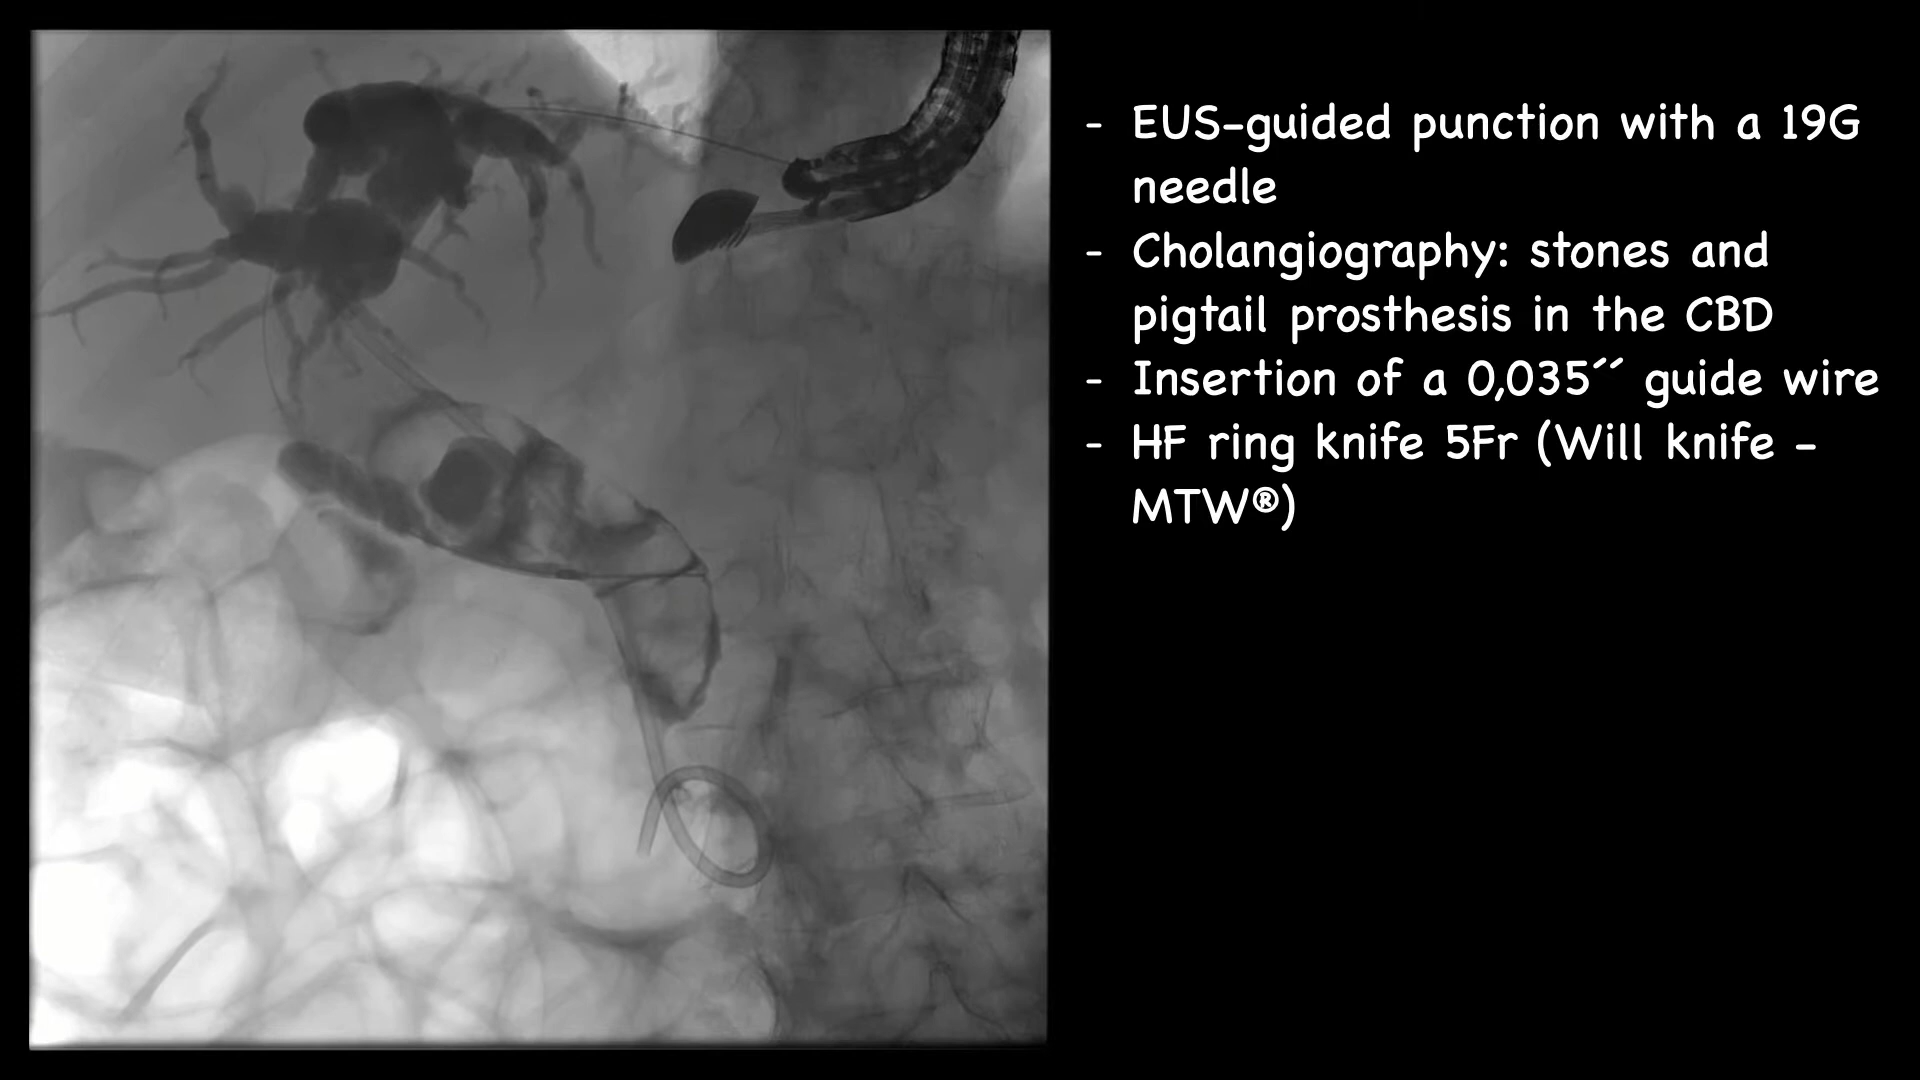 - EUS-guided punction with a 19G
needle
- Cholangiography: stones and
pigtail prosthesis in the CBD
- Insertion of a 0,035´´ guide wire
- HF ring knife 5Fr (Will knife -
MTW®)